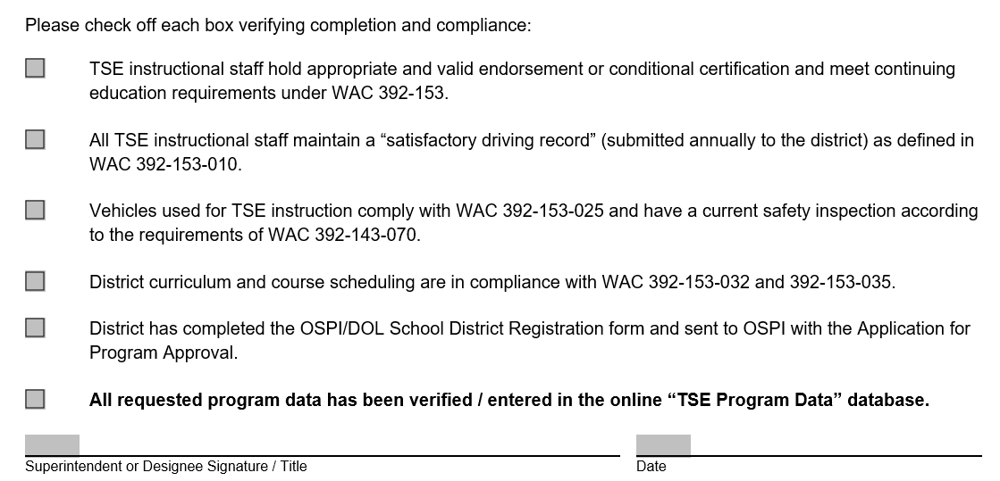 Please check off each box verifying completion and compliance:
TSE instructional staff hold appropriate and valid endorsement or conditional certification and meet continuing
education requirements under WAC 392-153.
All TSE instructional staff maintain a “satisfactory driving record” (submitted annually to the district) as defined in
WAC 392-153-010.
Vehicles used for TSE instruction comply with WAC 392-153-025 and have a current safety inspection according
to the requirements of WAC 392-143-070.
District curriculum and course scheduling are in compliance with WAC 392-153-032 and 392-153-035.
District has completed the OSPI/DOL School District Registration form and sent to OSPI with the Application for
Program Approval.
All requested program data has been verified / entered in the online “TSE Program Data” database.
Superintendent or Designee Signature / Title
Date